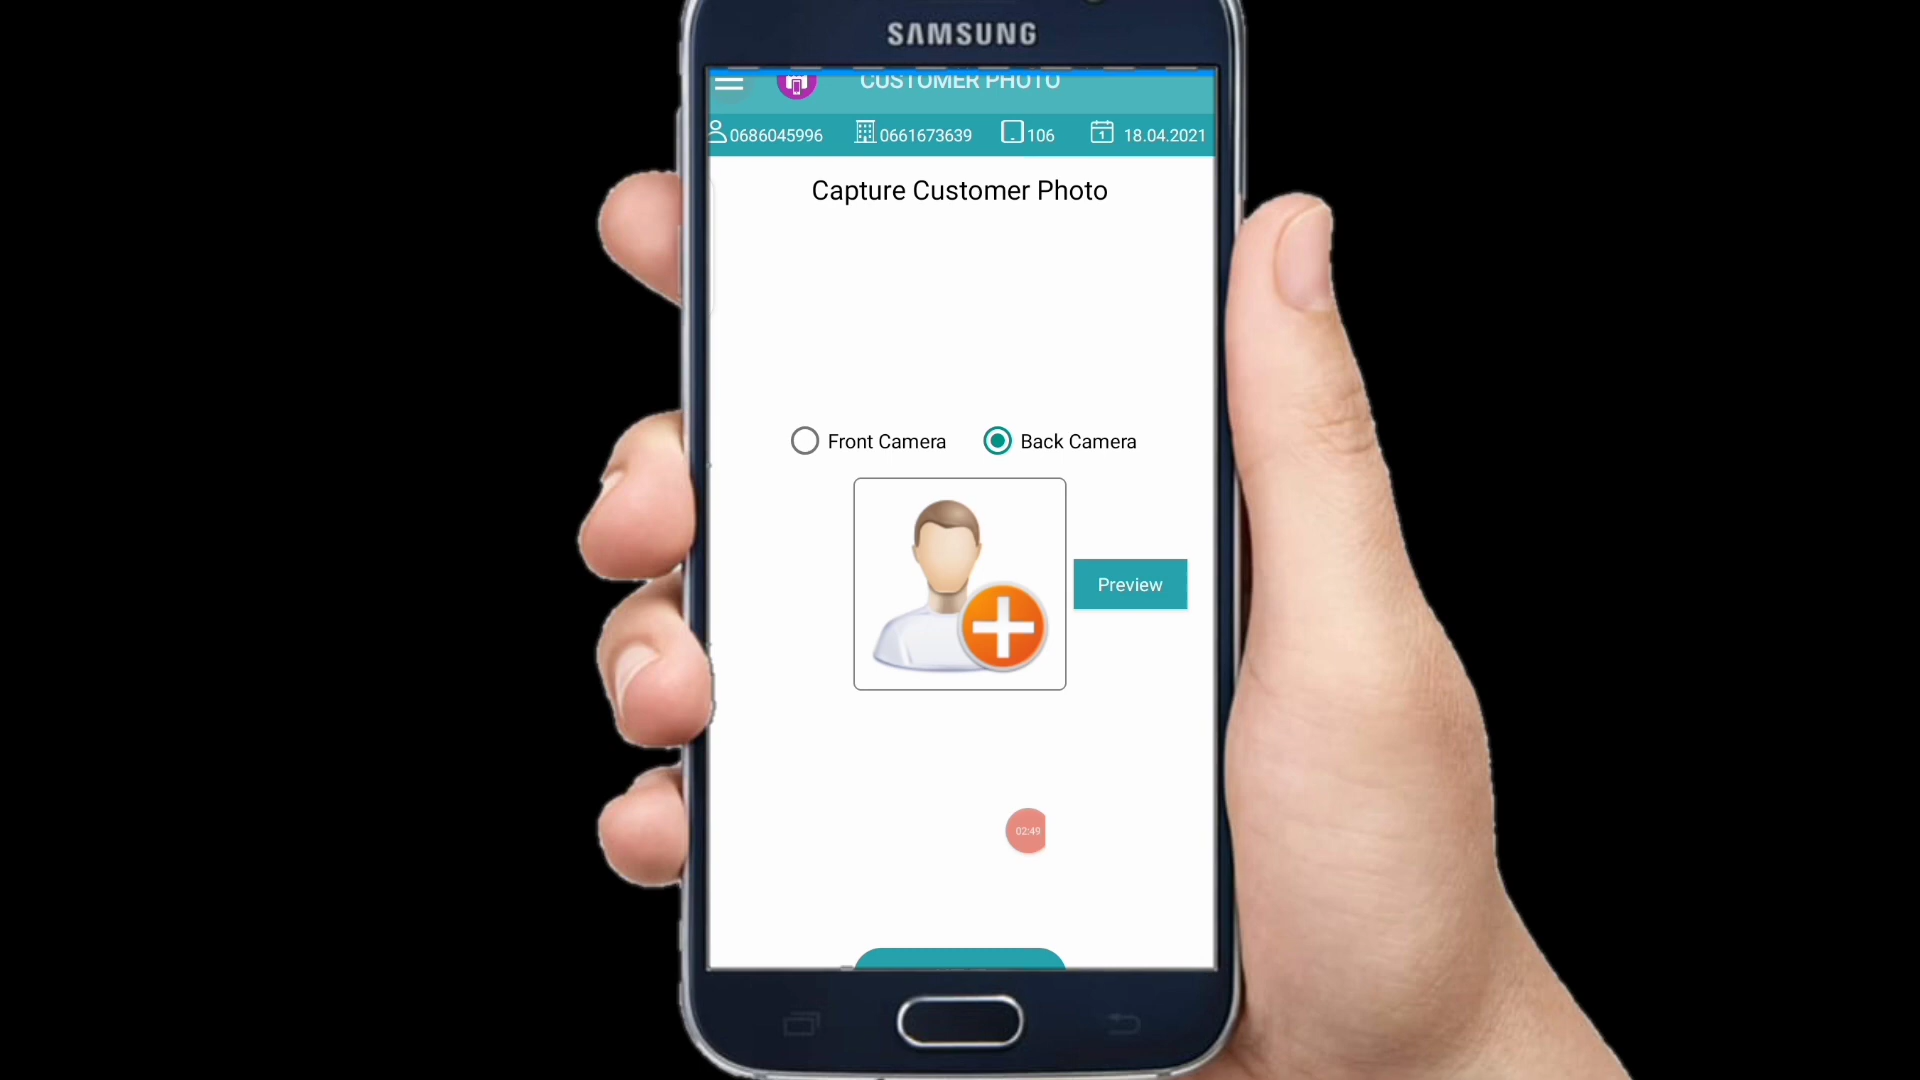 SAMSUNG
CUSTOMER PHOTO
0686045996 0661673639 106 1 18.04.2021
Capture Customer Photo
Front Camera Back Camera
Preview
02:49